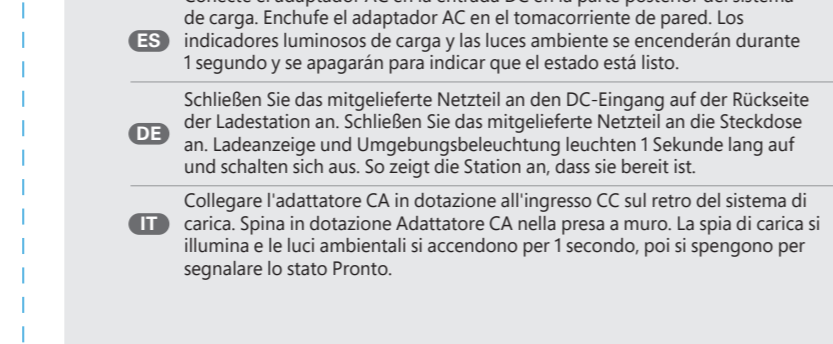 Conecte el adaptador AC en la entrada DC en la parte posterior del sistema
de carga. Enchufe el adaptador AC en el tomacorriente de pared. Los
ES indicadores luminosos de carga y las luces ambiente se encenderán durante
1 segundo y se apagarán para indicar que el estado está listo.
Schließen Sie das mitgelieferte Netzteil an den DC-Eingang auf der Rückseite
der Ladestation an. Schließen Sie das mitgelieferte Netzteil an die Steckdose
DE an. Ladeanzeige und Umgebungsbeleuchtung leuchten 1 Sekunde lang auf
und schalten sich aus. So zeigt die Station an, dass sie bereit ist.
Collegare l'adattatore CA in dotazione all'ingresso CC sul retro del sistema di
IT carica. Spina in dotazione Adattatore CA nella presa a muro. La spia di carica si
illumina e le luci ambientali si accendono per 1 secondo, poi si spengono per
segnalare lo stato Pronto.